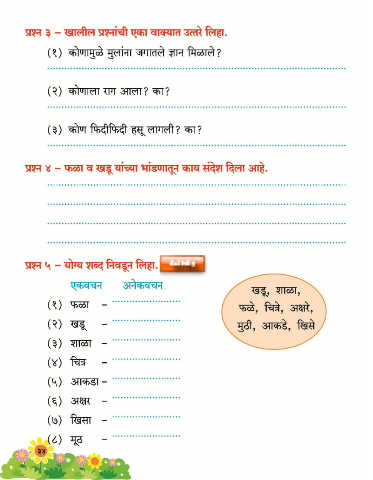 प्रश्न ३ – खालील प्रश्नांची एका वाक्यात उत्तरे लिहा.
(१) कोणामुळे मुलांना जगातले ज्ञान मिळाले?
(२) कोणाला राग आला? का?
(३) कोण फिदीफिदी हसू लागली? का?
प्रश्न ४ – फळा व खडू यांच्या भांडणातून काय संदेश दिला आहे.
प्रश्न ५ – योग्य शब्द निवडून लिहा.
एकवचन अनेकवचन
(१) फळा –
(२) खडू –
(३) शाळा –
(४) चित्र –
(५) आकडा –
(६) अक्षर –
(७) खिसा –
(८) मूठ –
खडू, शाळा,
फळे, चित्रे, अक्षरे,
मुठी, आकडे, खिसे